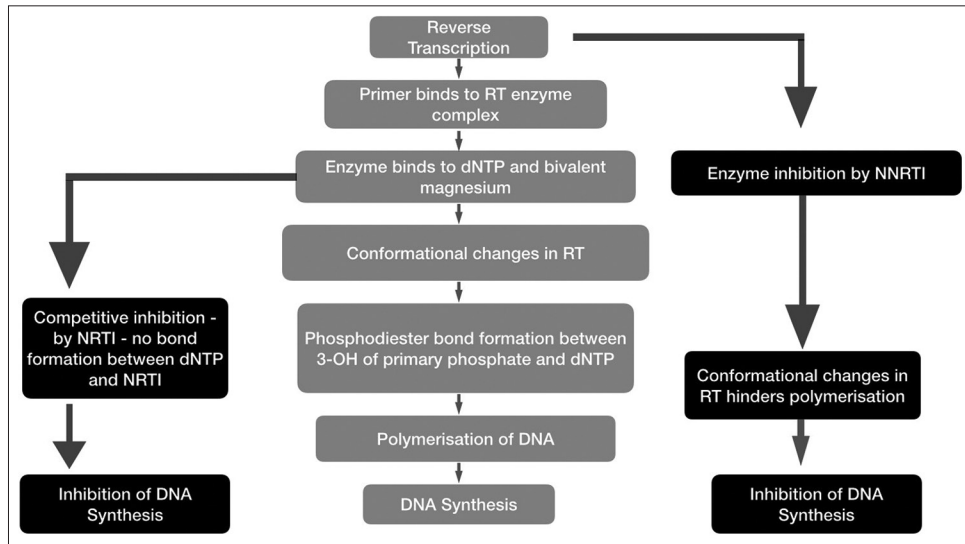 Reverse
Transcription
Primer binds to RT enzyme
complex
Enzyme binds to dNTP and bivalent
magnesium
Conformational changes in RT
Phosphodiester bond formation between
3-OH of primary phosphate and dNTP
Polymerisation of DNA
DNA Synthesis
Competitive inhibition -
by NRTI - no bond
formation between dNTP
and NRTI
Inhibition of DNA
Synthesis
Enzyme inhibition by NNRTI
Conformational changes in
RT hinders polymerisation
Inhibition of DNA
Synthesis